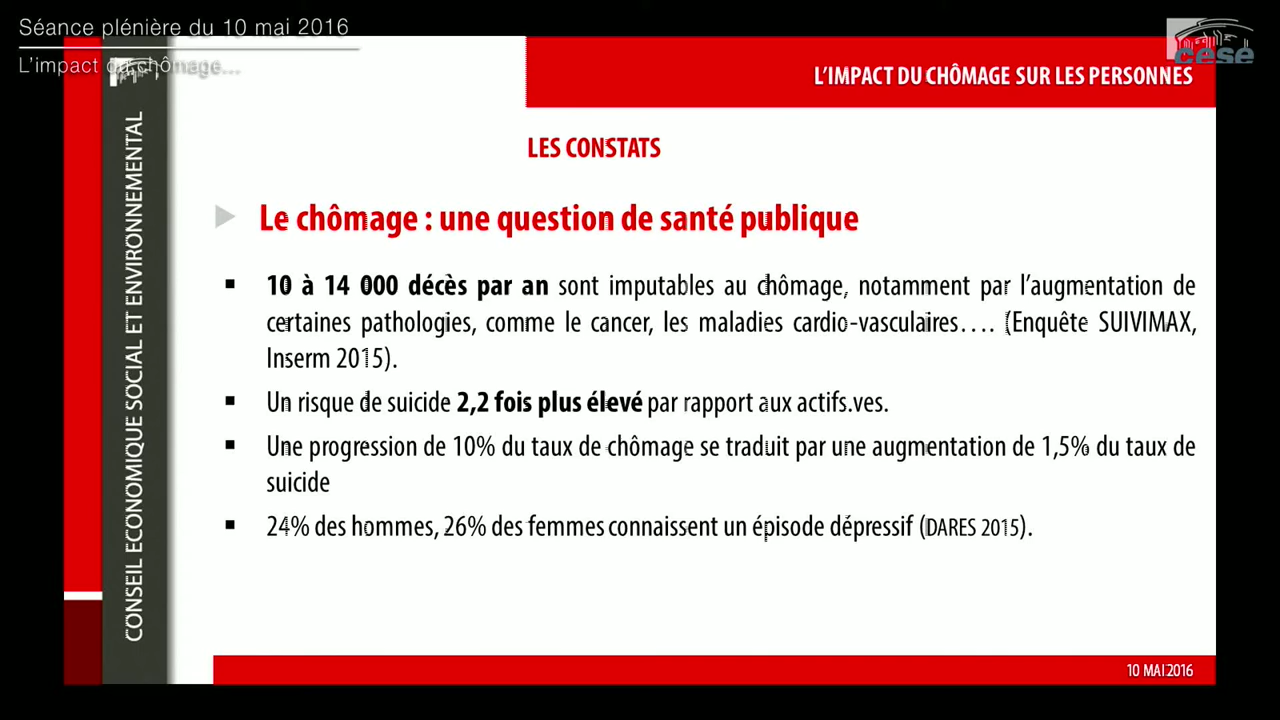 Séance plénière du 10 mai 2016
L'impact du chômage...
cese
L'IMPACT DU CHÔMAGE SUR LES PERSONNES
CONSEIL ECONOMIQUE SOCIAL ET ENVIRONNEMENTAL
LES CONSTATS
Le chômage : une question de santé publique
▪ 10 à 14 000 décès par an sont imputables au chômage, notamment par l'augmentation de
certaines pathologies, comme le cancer, les maladies cardio-vasculaires…. (Enquête SUIVIMAX,
Inserm 2015).
▪ Un risque de suicide 2,2 fois plus élevé par rapport aux actifs.ves.
▪ Une progression de 10% du taux de chômage se traduit par une augmentation de 1,5% du taux de
suicide
▪ 24% des hommes, 26% des femmes connaissent un épisode dépressif (DARES 2015).
10 MAI 2016